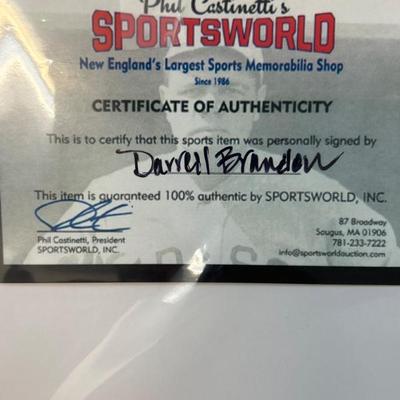 Phil Castinetti's
SPORTSWORLD
New England's Largest Sports Memorabilia Shop
Since 1986
CERTIFICATE OF AUTHENTICITY
This is to certify that this sports item was personally signed by
Darrell Brandon
This item is guaranteed 100% authentic by SPORTSWORLD, INC.
Phil Castinetti, President
SPORTSWORLD, INC.
87 Broadway
Saugus, MA 01906
781-233-7222
info@sportsworldauction.com